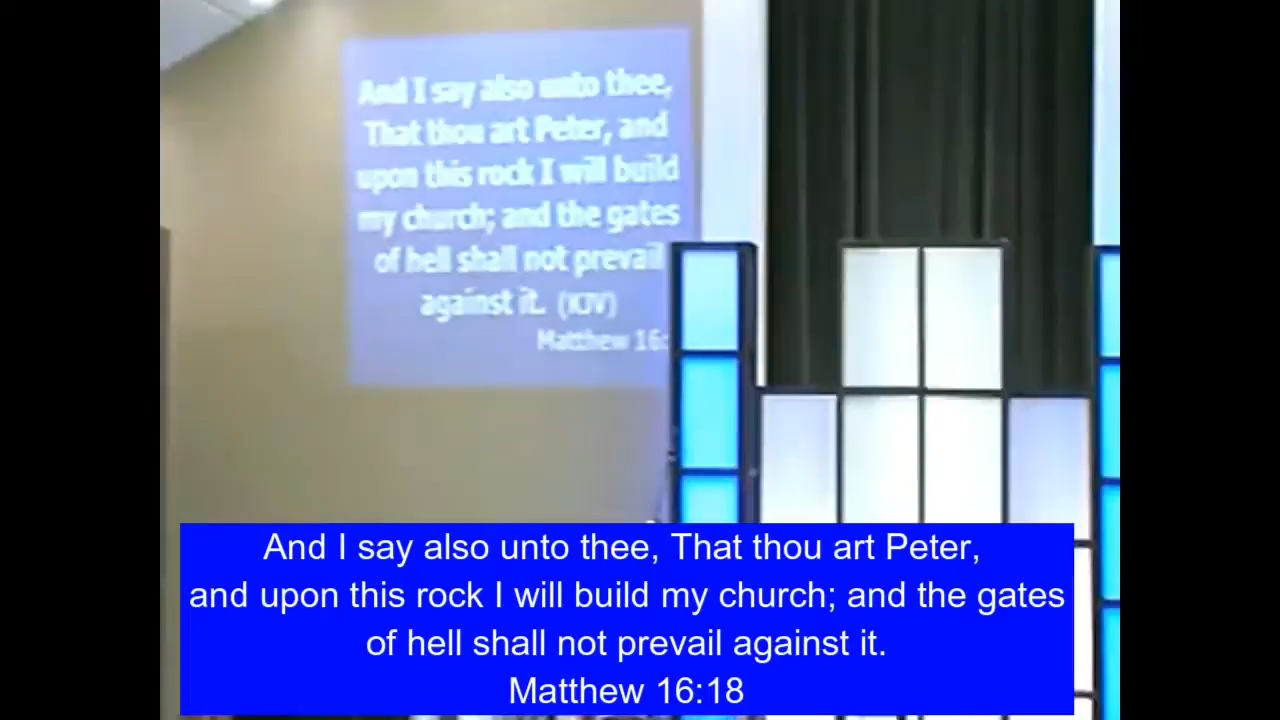 And I say also unto thee,
That thou art Peter, and
upon this rock I will build
my church; and the gates
of hell shall not prevail
against it. (KJV)
Matthew 16:
And I say also unto thee, That thou art Peter,
and upon this rock I will build my church; and the gates
of hell shall not prevail against it.
Matthew 16:18